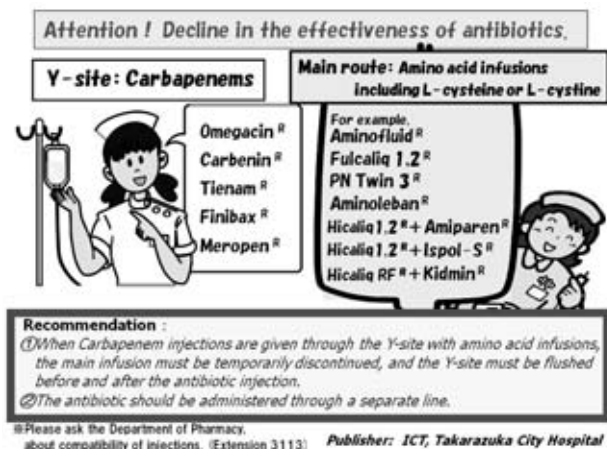 Attention ! Decline in the effectiveness of antibiotics.
Y-site: Carbapenems
Omegacin R
Carbenin R
Tienam R
Finibax R
Meropen R
Main route: Amino acid infusions
including L-cysteine or L-cystine
For example,
Aminofluid R
Fulcaliq 1.2 R
PN Twin 3 R
Aminoleban R
Hicaliq 1.2 R + Amiparen R
Hicaliq 1.2 R + Ispol-S R
Hicaliq RF R + Kidmin R
Recommendation :
①When Carbapenem injections are given through the Y-site with amino acid infusions,
the main infusion must be temporarily discontinued, and the Y-site must be flushed
before and after the antibiotic injection.
②The antibiotic should be administered through a separate line.
※Please ask the Department of Pharmacy,
about compatibility of injections. (Extension 3113)
Publisher: ICT, Takarazuka City Hospital